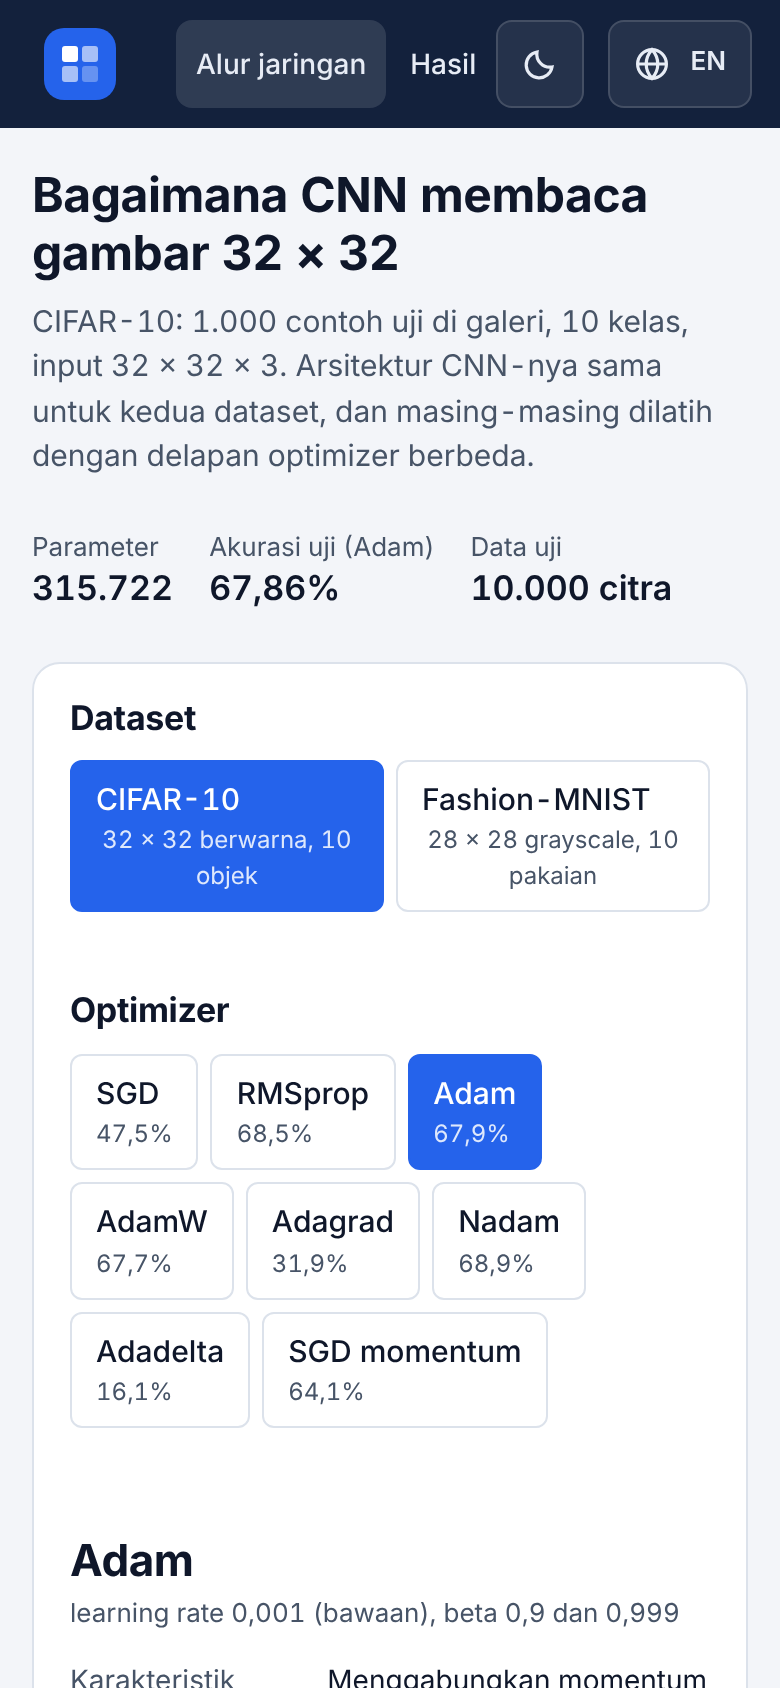 Alur jaringan
Hasil
EN
Bagaimana CNN membaca
gambar 32 × 32
CIFAR-10: 1.000 contoh uji di galeri, 10 kelas,
input 32 × 32 × 3. Arsitektur CNN-nya sama
untuk kedua dataset, dan masing-masing dilatih
dengan delapan optimizer berbeda.
Parameter
315.722
Akurasi uji (Adam)
67,86%
Data uji
10.000 citra
Dataset
CIFAR-10
32 × 32 berwarna, 10
objek
Fashion-MNIST
28 × 28 grayscale, 10
pakaian
Optimizer
SGD
47,5%
RMSprop
68,5%
Adam
67,9%
AdamW
67,7%
Adagrad
31,9%
Nadam
68,9%
Adadelta
16,1%
SGD momentum
64,1%
Adam
learning rate 0,001 (bawaan), beta 0,9 dan 0,999
Karakteristik
Menggabungkan momentum